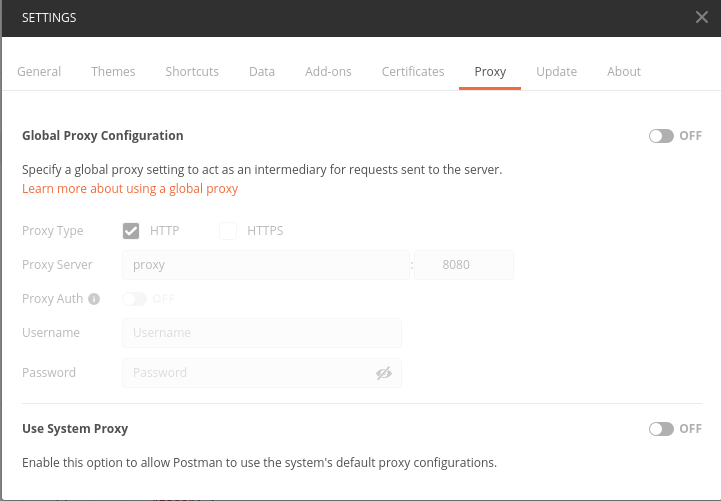 SETTINGS
General Themes Shortcuts Data Add-ons Certificates Proxy Update About
Global Proxy Configuration OFF
Specify a global proxy setting to act as an intermediary for requests sent to the server.
Learn more about using a global proxy
Proxy Type HTTP HTTPS
Proxy Server proxy : 8080
Proxy Auth OFF
Username Username
Password Password
Use System Proxy OFF
Enable this option to allow Postman to use the system's default proxy configurations.